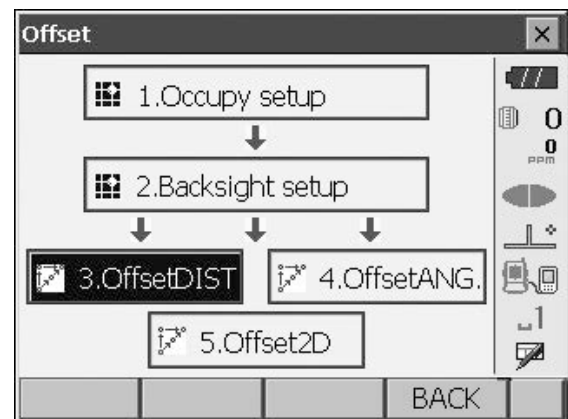 Offset
1.Occupy setup
0
0
PPM
2.Backsight setup
3.OffsetDIST
4.OffsetANG.
1
5.Offset2D
BACK